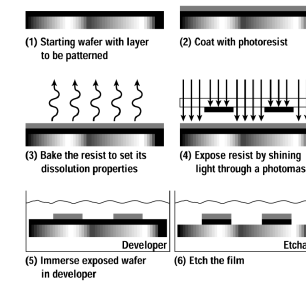 (1) Starting wafer with layer
to be patterned
(2) Coat with photoresist
(3) Bake the resist to set its
dissolution properties
(4) Expose resist by shining
light through a photomas
Developer
Etcha
(5) Immerse exposed wafer
in developer
(6) Etch the film